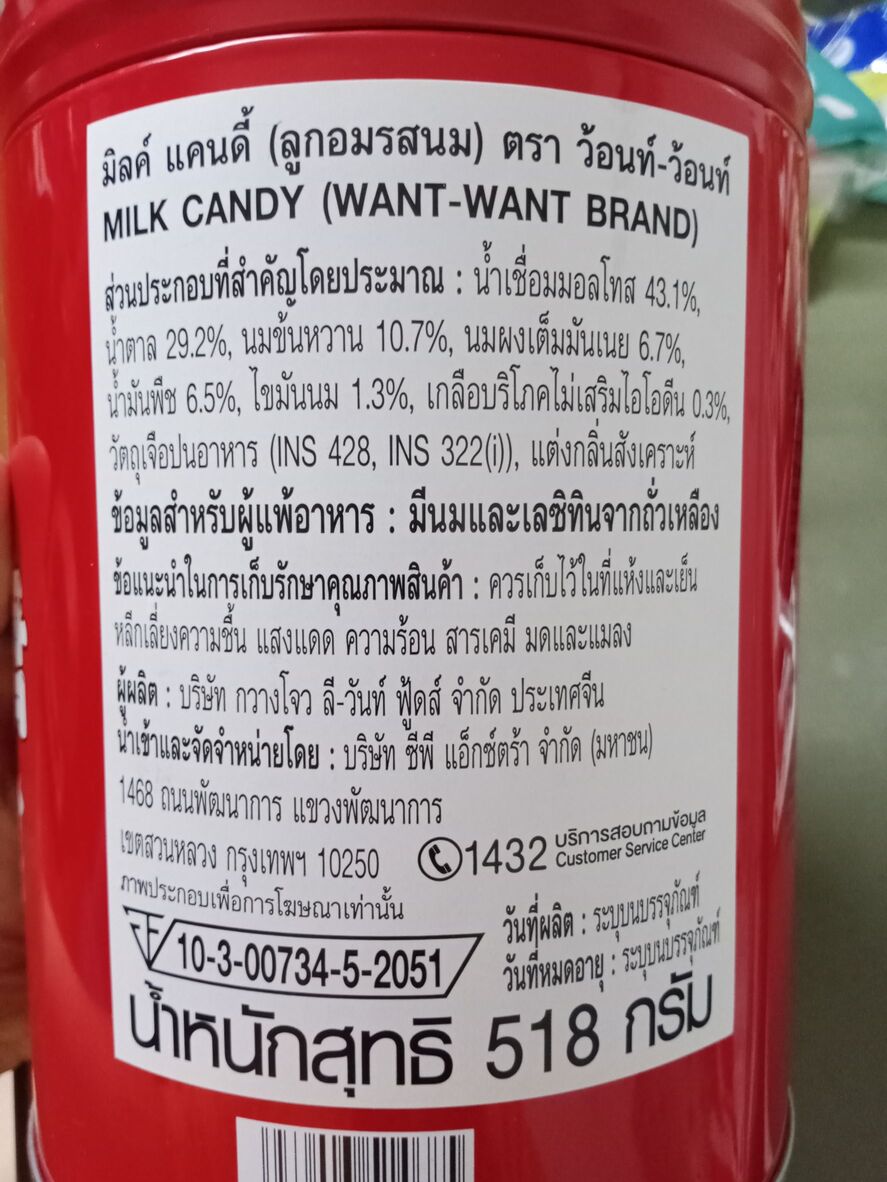 มิลค์ แคนดี้ (ลูกอมรสนม) ตรา ว้อนท์-ว้อนท์
MILK CANDY (WANT-WANT BRAND)
ส่วนประกอบที่สำคัญโดยประมาณ : น้ำเชื่อมมอลโทส 43.1%,
น้ำตาล 29.2%, นมข้นหวาน 10.7%, นมผงเต็มมันเนย 6.7%,
น้ำมันพืช 6.5%, ไขมันนม 1.3%, เกลือบริโภคไม่เสริมไอโอดีน 0.3%,
วัตถุเจือปนอาหาร (INS 428, INS 322(i)), แต่งกลิ่นสังเคราะห์
ข้อมูลสำหรับผู้แพ้อาหาร : มีนมและเลซิทินจากถั่วเหลือง
ข้อแนะนำในการเก็บรักษาคุณภาพสินค้า : ควรเก็บไว้ในที่แห้งและเย็น
หลีกเลี่ยงความชื้น แสงแดด ความร้อน สารเคมี มดและแมลง
ผู้ผลิต : บริษัท กวางโจว ลี-วันท์ ฟู้ดส์ จำกัด ประเทศจีน
นำเข้าและจัดจำหน่ายโดย : บริษัท ซีพี แอ็กซ์ตร้า จำกัด (มหาชน)
1468 ถนนพัฒนาการ แขวงพัฒนาการ
เขตสวนหลวง กรุงเทพฯ 10250
1432 บริการสอบถามข้อมูล
Customer Service Center
ภาพประกอบเพื่อการโฆษณาเท่านั้น
10-3-00734-5-2051
วันที่ผลิต : ระบุบนบรรจุภัณฑ์
วันที่หมดอายุ : ระบุบนบรรจุภัณฑ์
น้ำหนักสุทธิ 518 กรัม